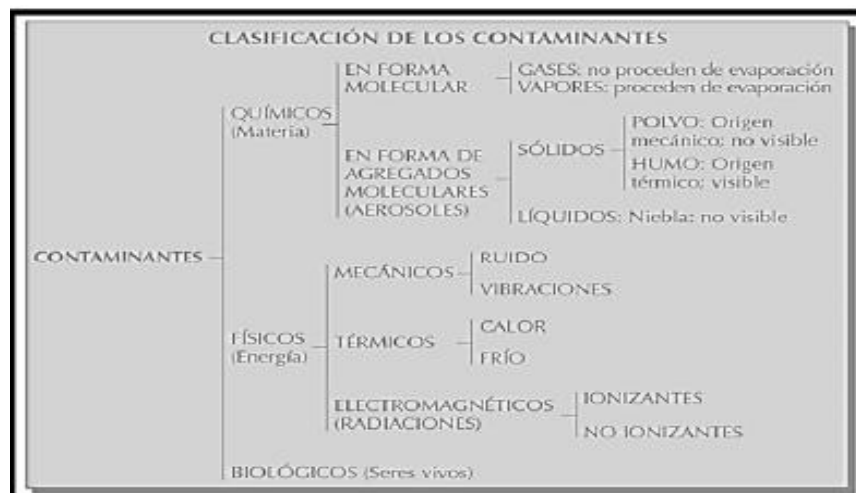 CLASIFICACIÓN DE LOS CONTAMINANTES
EN FORMA
MOLECULAR
GASES: no proceden de evaporación
VAPORES: proceden de evaporación
QUÍMICOS
(Materia)
EN FORMA DE
AGREGADOS
MOLECULARES
(AEROSOLES)
SÓLIDOS
POLVO: Origen
mecánico; no visible
HUMO: Origen
térmico; visible
LÍQUIDOS: Niebla: no visible
CONTAMINANTES
FÍSICOS
(Energía)
MECÁNICOS
RUIDO
VIBRACIONES
TÉRMICOS
CALOR
FRÍO
ELECTROMAGNÉTICOS
(RADIACIONES)
IONIZANTES
NO IONIZANTES
BIOLÓGICOS (Seres vivos)